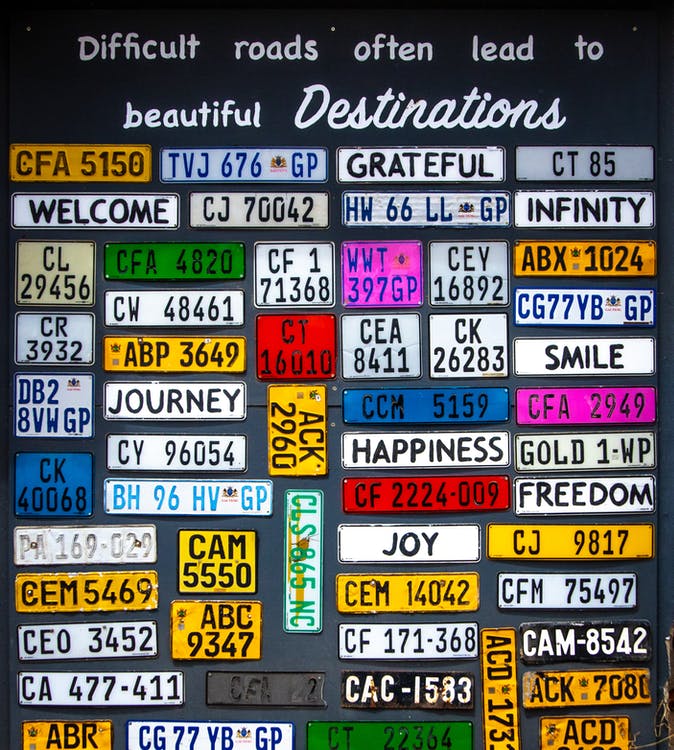 Difficult roads often lead to
beautiful Destinations
CFA 5150
TVJ 676 GP
GRATEFUL
CT 85
WELCOME
CJ 70042
HW 66 LL GP
INFINITY
CL
29456
CFA 4820
CF 1
71368
WWT
397GP
CEY
16892
ABX 1024
CW 48461
CG77YB GP
CR
3932
ABP 3649
CT
16010
CEA
8411
CK
26283
SMILE
DB2
8VW GP
JOURNEY
ACK
2960
CCM 5159
CFA 2949
CY 96054
HAPPINESS
GOLD 1-WP
CK
40068
BH 96 HV GP
CF 2224-009
FREEDOM
CLS 865 NC
PA 169-029
CAM
5550
JOY
CJ 9817
CEM 5469
CEM 14042
CFM 75497
ABC
9347
CEO 3452
CF 171-368
ACD 173
CAM-8542
CA 477-411
CAC-1583
ACK 708
ABR
CG 77 YB GP
CT 22364
ACD